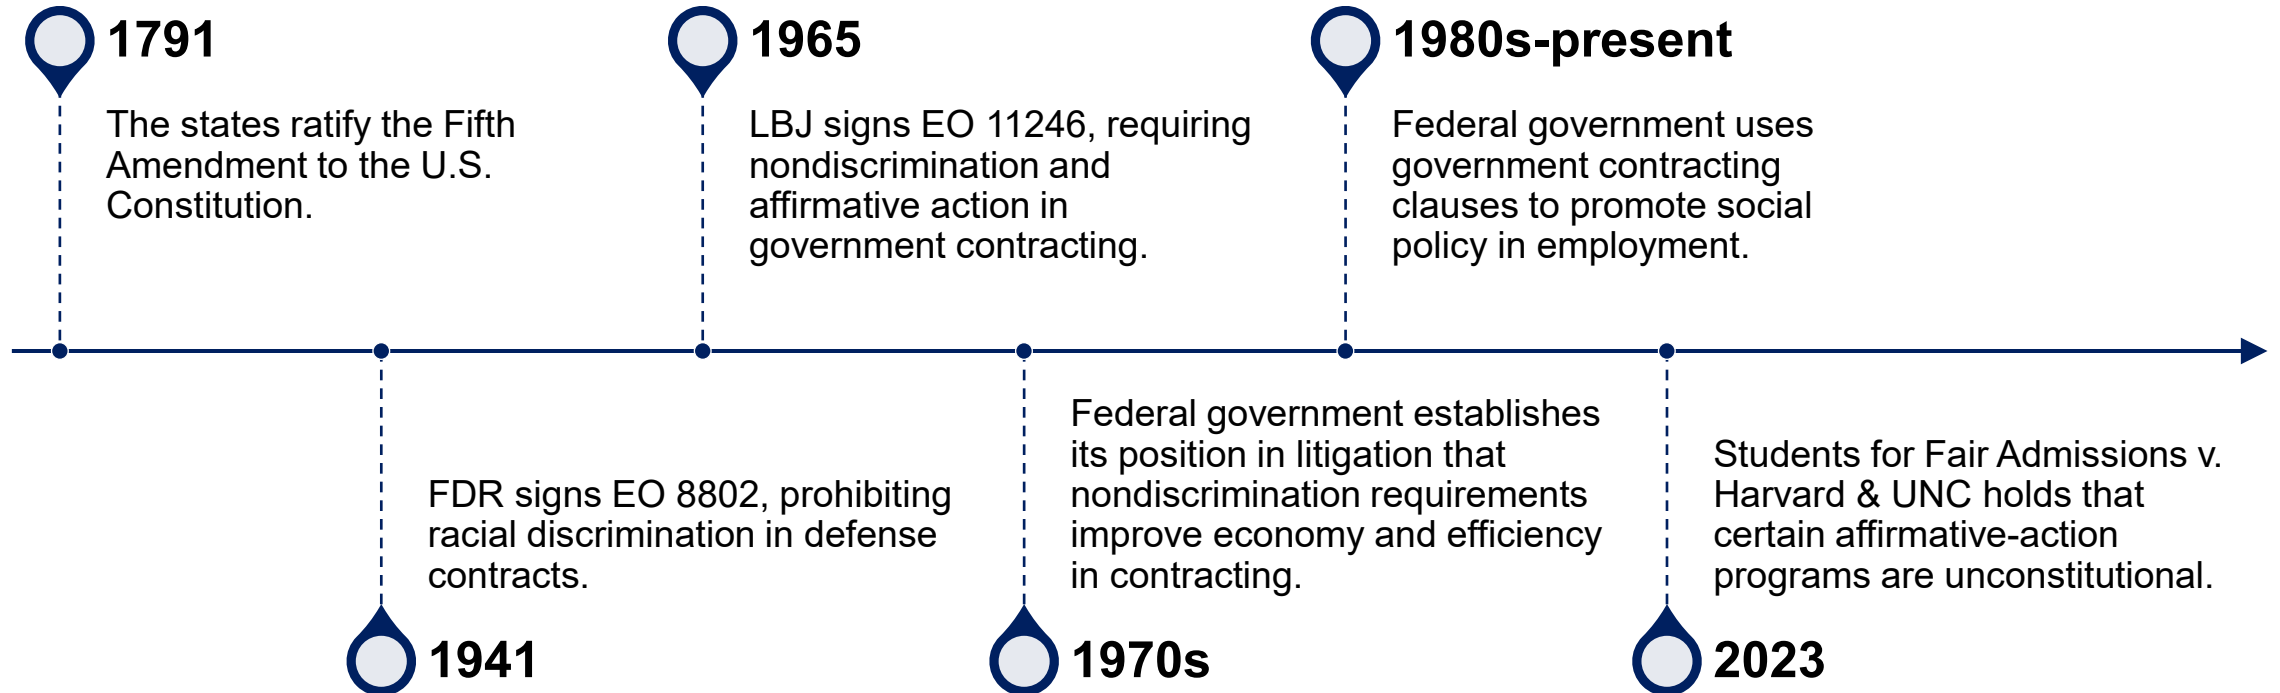 1791
The states ratify the Fifth
Amendment to the U.S.
Constitution.
FDR signs EO 8802, prohibiting
racial discrimination in defense
contracts.
1941
1965
LBJ signs EO 11246, requiring
nondiscrimination and
affirmative action in
government contracting.
Federal government establishes
its position in litigation that
nondiscrimination requirements
improve economy and efficiency
in contracting.
1970s
1980s-present
Federal government uses
government contracting
clauses to promote social
policy in employment.
Students for Fair Admissions v.
Harvard & UNC holds that
certain affirmative-action
programs are unconstitutional.
2023